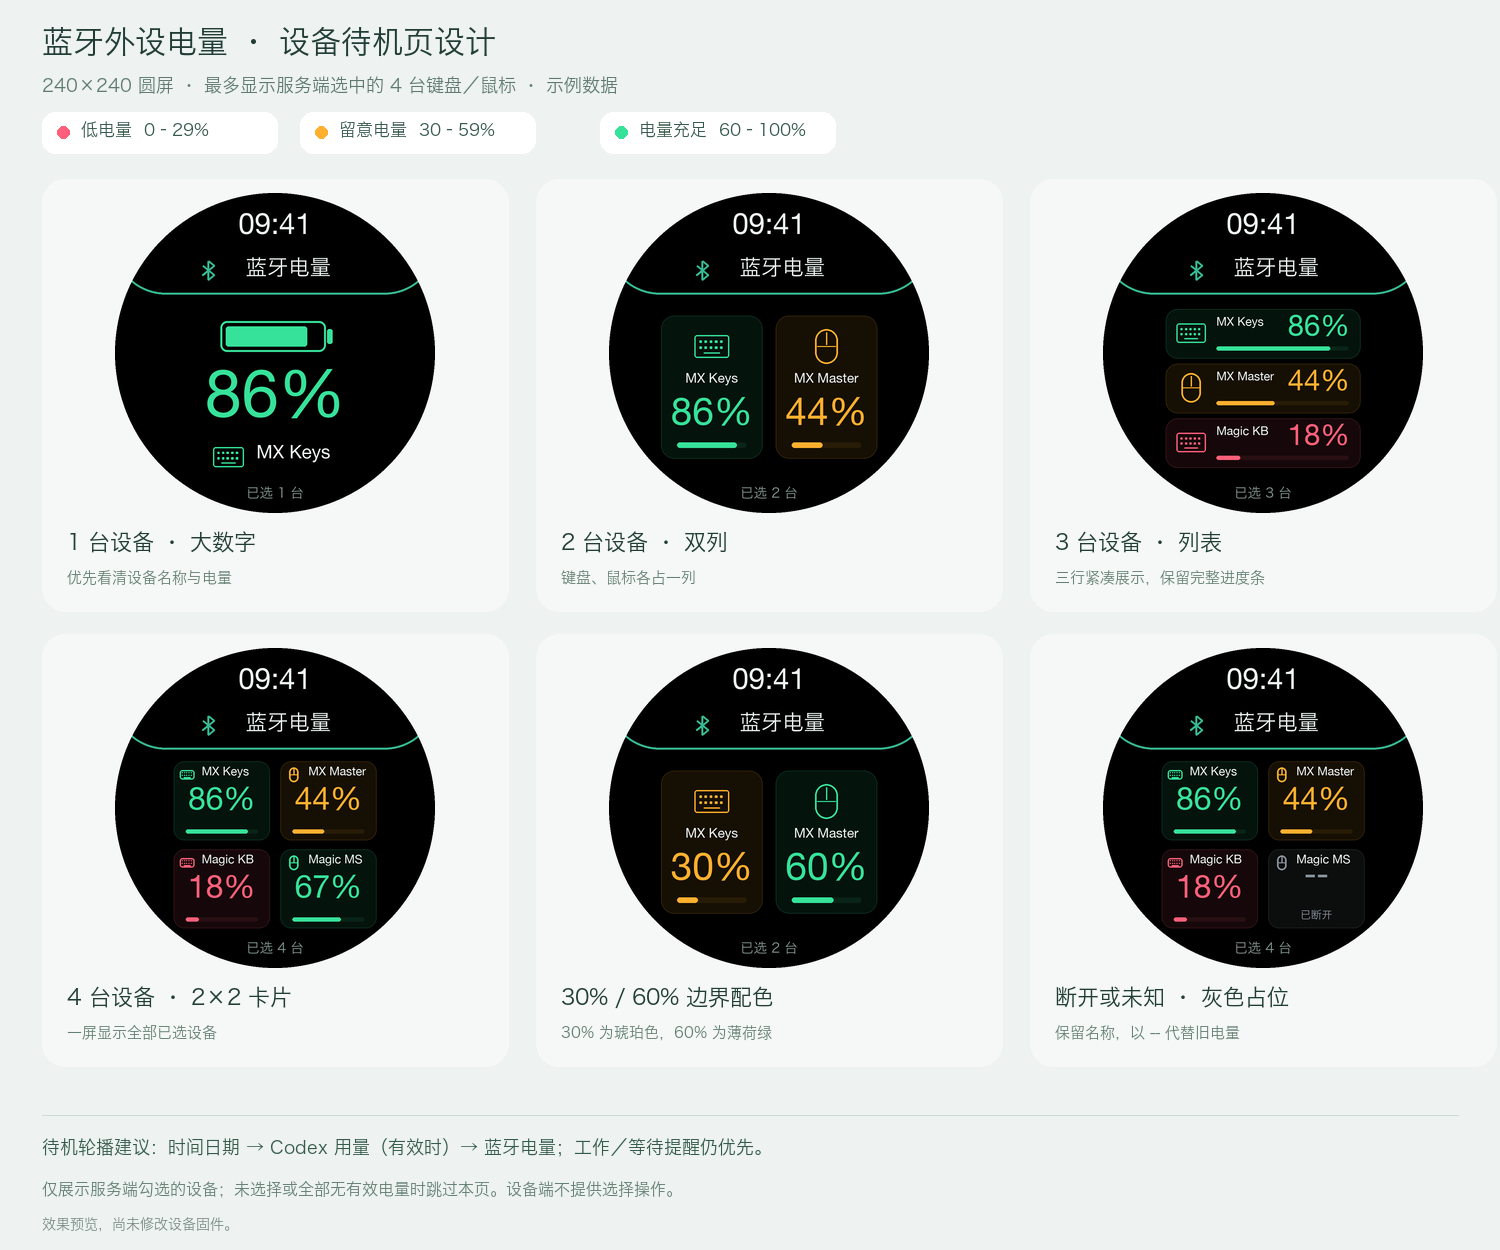 蓝牙外设电量 · 设备待机页设计
240×240 圆屏 · 最多显示服务端选中的 4 台键盘／鼠标 · 示例数据
低电量 0 - 29%
留意电量 30 - 59%
电量充足 60 - 100%
09:41
蓝牙电量
86%
MX Keys
已选 1 台
1 台设备 · 大数字
优先看清设备名称与电量
09:41
蓝牙电量
MX Keys
86%
MX Master
44%
已选 2 台
2 台设备 · 双列
键盘、鼠标各占一列
09:41
蓝牙电量
MX Keys 86%
MX Master 44%
Magic KB 18%
已选 3 台
3 台设备 · 列表
三行紧凑展示，保留完整进度条
09:41
蓝牙电量
MX Keys
86%
MX Master
44%
Magic KB
18%
Magic MS
67%
已选 4 台
4 台设备 · 2×2 卡片
一屏显示全部已选设备
09:41
蓝牙电量
MX Keys
30%
MX Master
60%
已选 2 台
30% / 60% 边界配色
30% 为琥珀色，60% 为薄荷绿
09:41
蓝牙电量
MX Keys
86%
MX Master
44%
Magic KB
18%
Magic MS
--
已断开
已选 4 台
断开或未知 · 灰色占位
保留名称，以 -- 代替旧电量
待机轮播建议：时间日期 → Codex 用量（有效时）→ 蓝牙电量；工作／等待提醒仍优先。
仅展示服务端勾选的设备；未选择或全部无有效电量时跳过本页。设备端不提供选择操作。
效果预览，尚未修改设备固件。